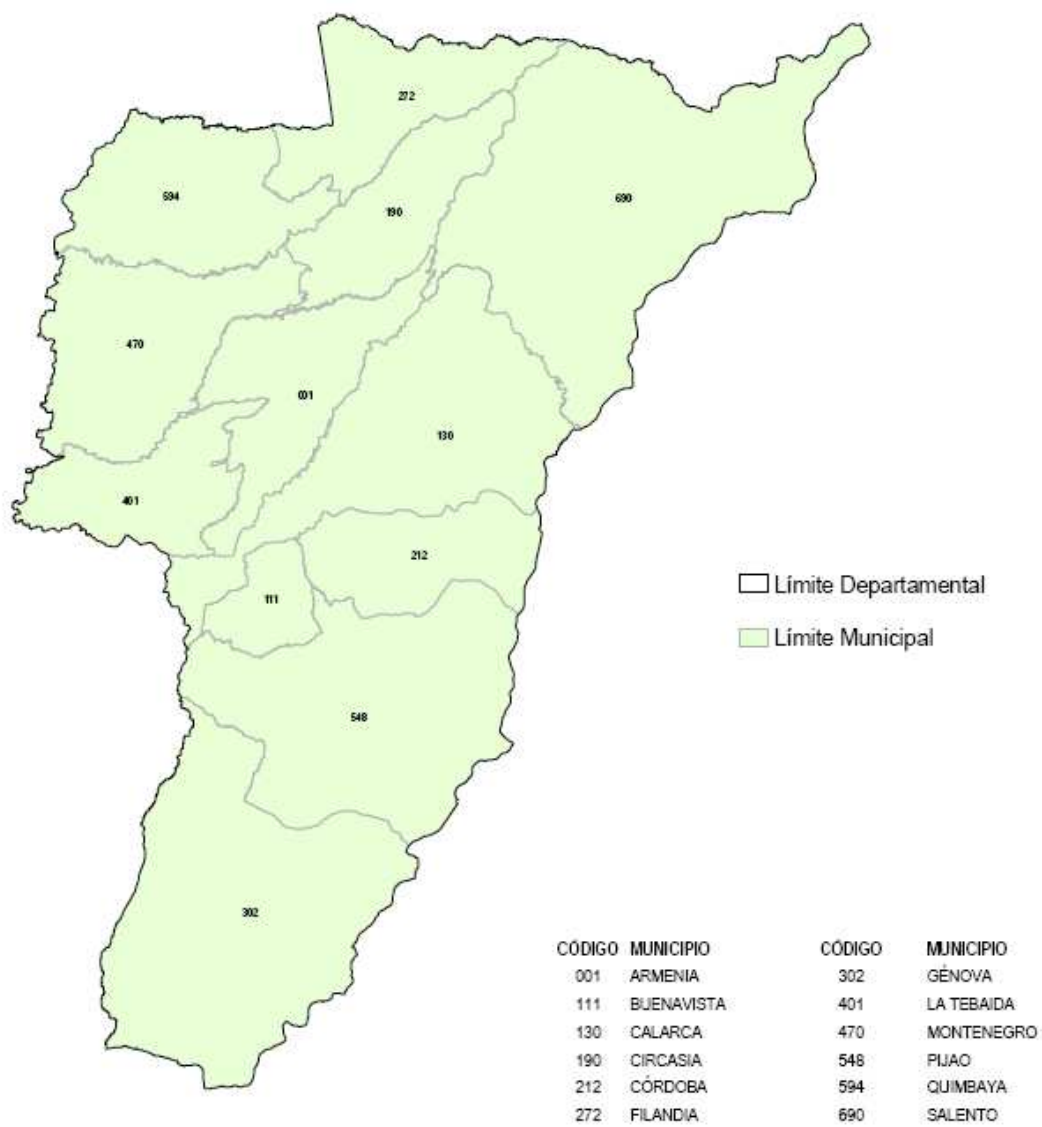 272
594
190
690
470
001
130
401
212
111
548
302
Límite Departamental
Límite Municipal
CÓDIGO MUNICIPIO CÓDIGO MUNICIPIO
001 ARMENIA 302 GÉNOVA
111 BUENAVISTA 401 LA TEBAIDA
130 CALARCA 470 MONTENEGRO
190 CIRCASIA 548 PIJAO
212 CÓRDOBA 594 QUIMBAYA
272 FILANDIA 690 SALENTO